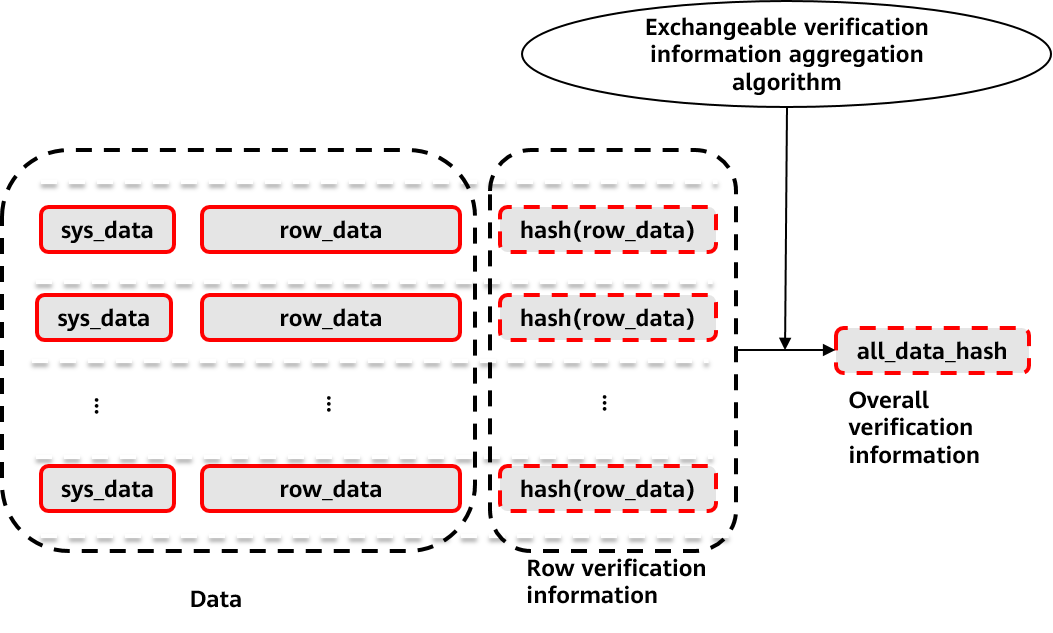 Exchangeable verification
information aggregation
algorithm
sys_data row_data hash(row_data)
sys_data row_data hash(row_data)
all_data_hash
Overall
verification
information
sys_data row_data hash(row_data)
Row verification
information
Data